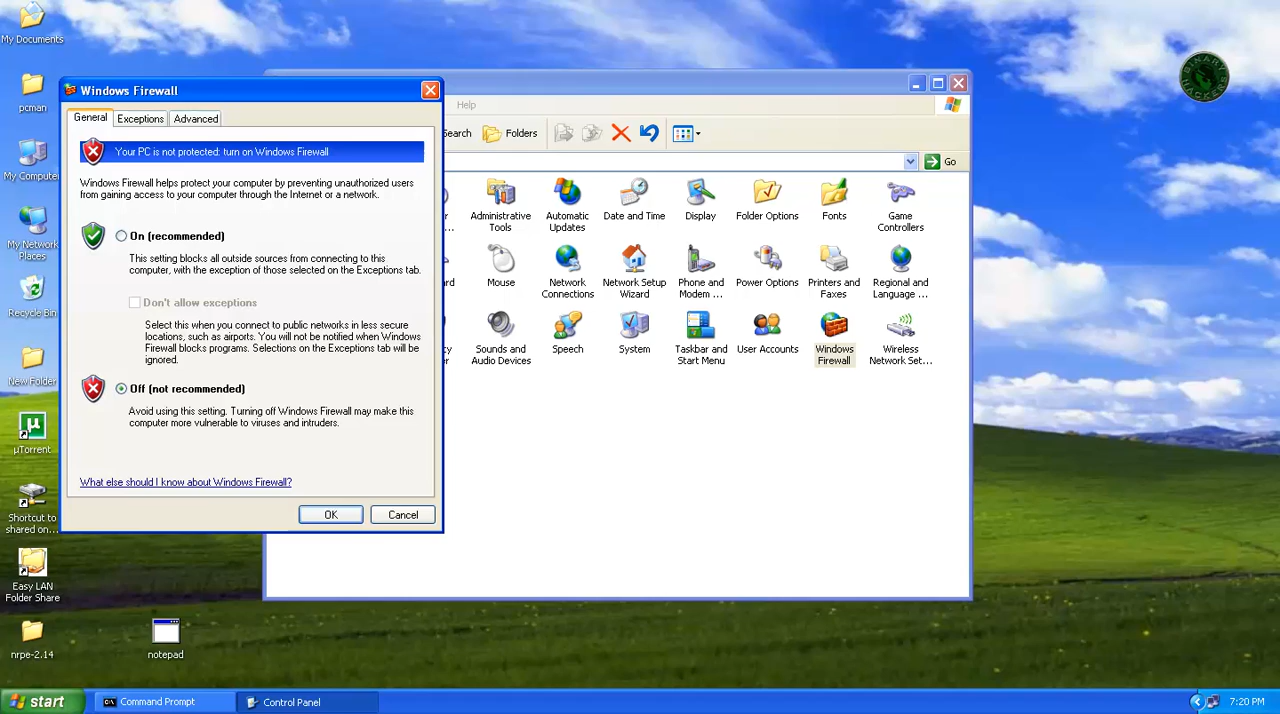 My Documents
pcman
My Compute
My Network
Places
Recycle Bin
New Folder
µTorrent
Shortcut to
shared on...
Easy LAN
Folder Share
nrpe-2.14
notepad
Windows Firewall
General
Exceptions
Advanced
Your PC is not protected: turn on Windows Firewall
Windows Firewall helps protect your computer by preventing unauthorized users
from gaining access to your computer through the Internet or a network.
On (recommended)
This setting blocks all outside sources from connecting to this
computer, with the exception of those selected on the Exceptions tab.
Don't allow exceptions
Select this when you connect to public networks in less secure
locations, such as airports. You will not be notified when Windows
Firewall blocks programs. Selections on the Exceptions tab will be
ignored.
Off (not recommended)
Avoid using this setting. Turning off Windows Firewall may make this
computer more vulnerable to viruses and intruders.
What else should I know about Windows Firewall?
OK
Cancel
Help
earch
Folders
Go
Administrative
Tools
Automatic
Updates
Date and Time
Display
Folder Options
Fonts
Game
Controllers
Mouse
Network
Connections
Network Setup
Wizard
Phone and
Modem ...
Power Options
Printers and
Faxes
Regional and
Language ...
Sounds and
Audio Devices
Speech
System
Taskbar and
Start Menu
User Accounts
Windows
Firewall
Wireless
Network Set...
BINARY
HACKER
start
Command Prompt
Control Panel
7:20 PM